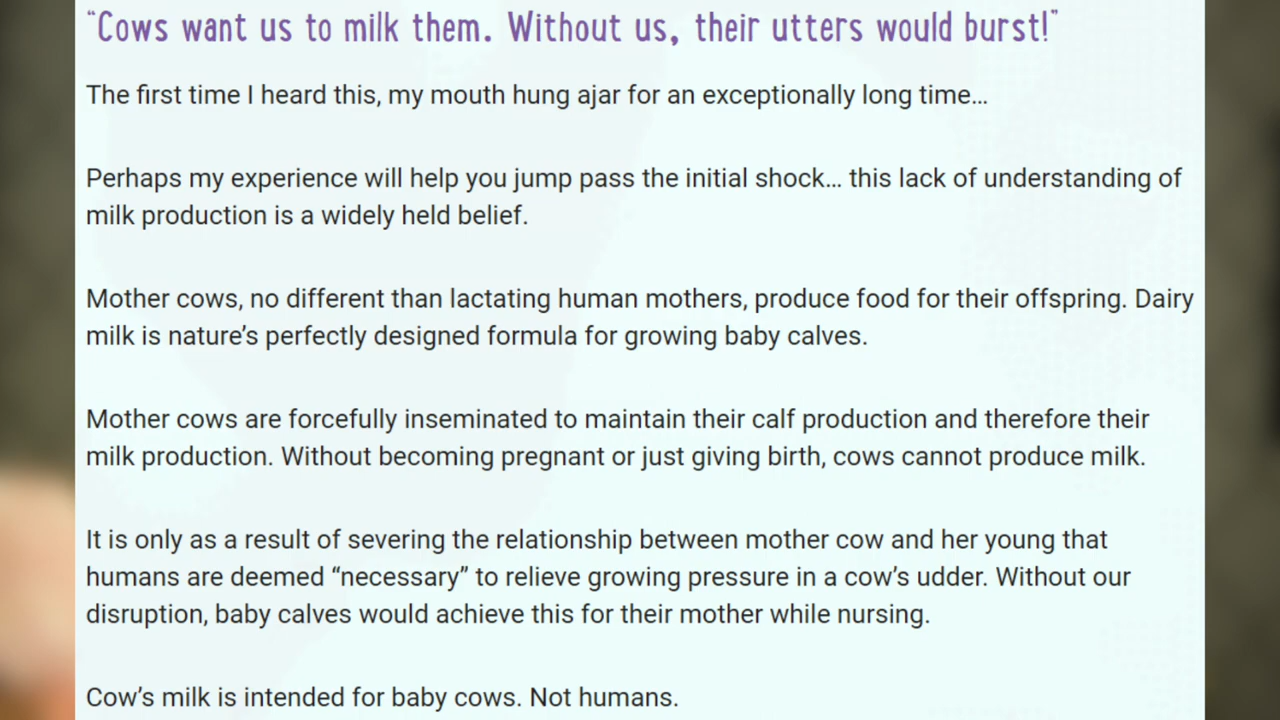 "Cows want us to milk them. Without us, their utters would burst!"
The first time I heard this, my mouth hung ajar for an exceptionally long time…
Perhaps my experience will help you jump pass the initial shock… this lack of understanding of
milk production is a widely held belief.
Mother cows, no different than lactating human mothers, produce food for their offspring. Dairy
milk is nature’s perfectly designed formula for growing baby calves.
Mother cows are forcefully inseminated to maintain their calf production and therefore their
milk production. Without becoming pregnant or just giving birth, cows cannot produce milk.
It is only as a result of severing the relationship between mother cow and her young that
humans are deemed “necessary” to relieve growing pressure in a cow’s udder. Without our
disruption, baby calves would achieve this for their mother while nursing.
Cow’s milk is intended for baby cows. Not humans.